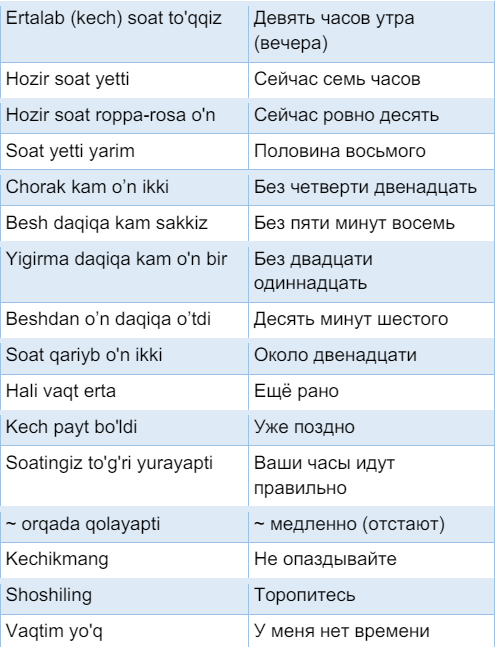 Ertalab (kech) soat to'qqiz
Девять часов утра
(вечера)
Hozir soat yetti
Сейчас семь часов
Hozir soat roppa-rosa o'n
Сейчас ровно десять
Soat yetti yarim
Половина восьмого
Chorak kam o’n ikki
Без четверти двенадцать
Besh daqiqa kam sakkiz
Без пяти минут восемь
Yigirma daqiqa kam o'n bir
Без двадцати
одиннадцать
Beshdan o’n daqiqa o’tdi
Десять минут шестого
Soat qariyb o'n ikki
Около двенадцати
Hali vaqt erta
Ещё рано
Kech payt bo'ldi
Уже поздно
Soatingiz to'g'ri yurayapti
Ваши часы идут
правильно
~ orqada qolayapti
~ медленно (отстают)
Kechikmang
Не опаздывайте
Shoshiling
Торопитесь
Vaqtim yo'q
У меня нет времени